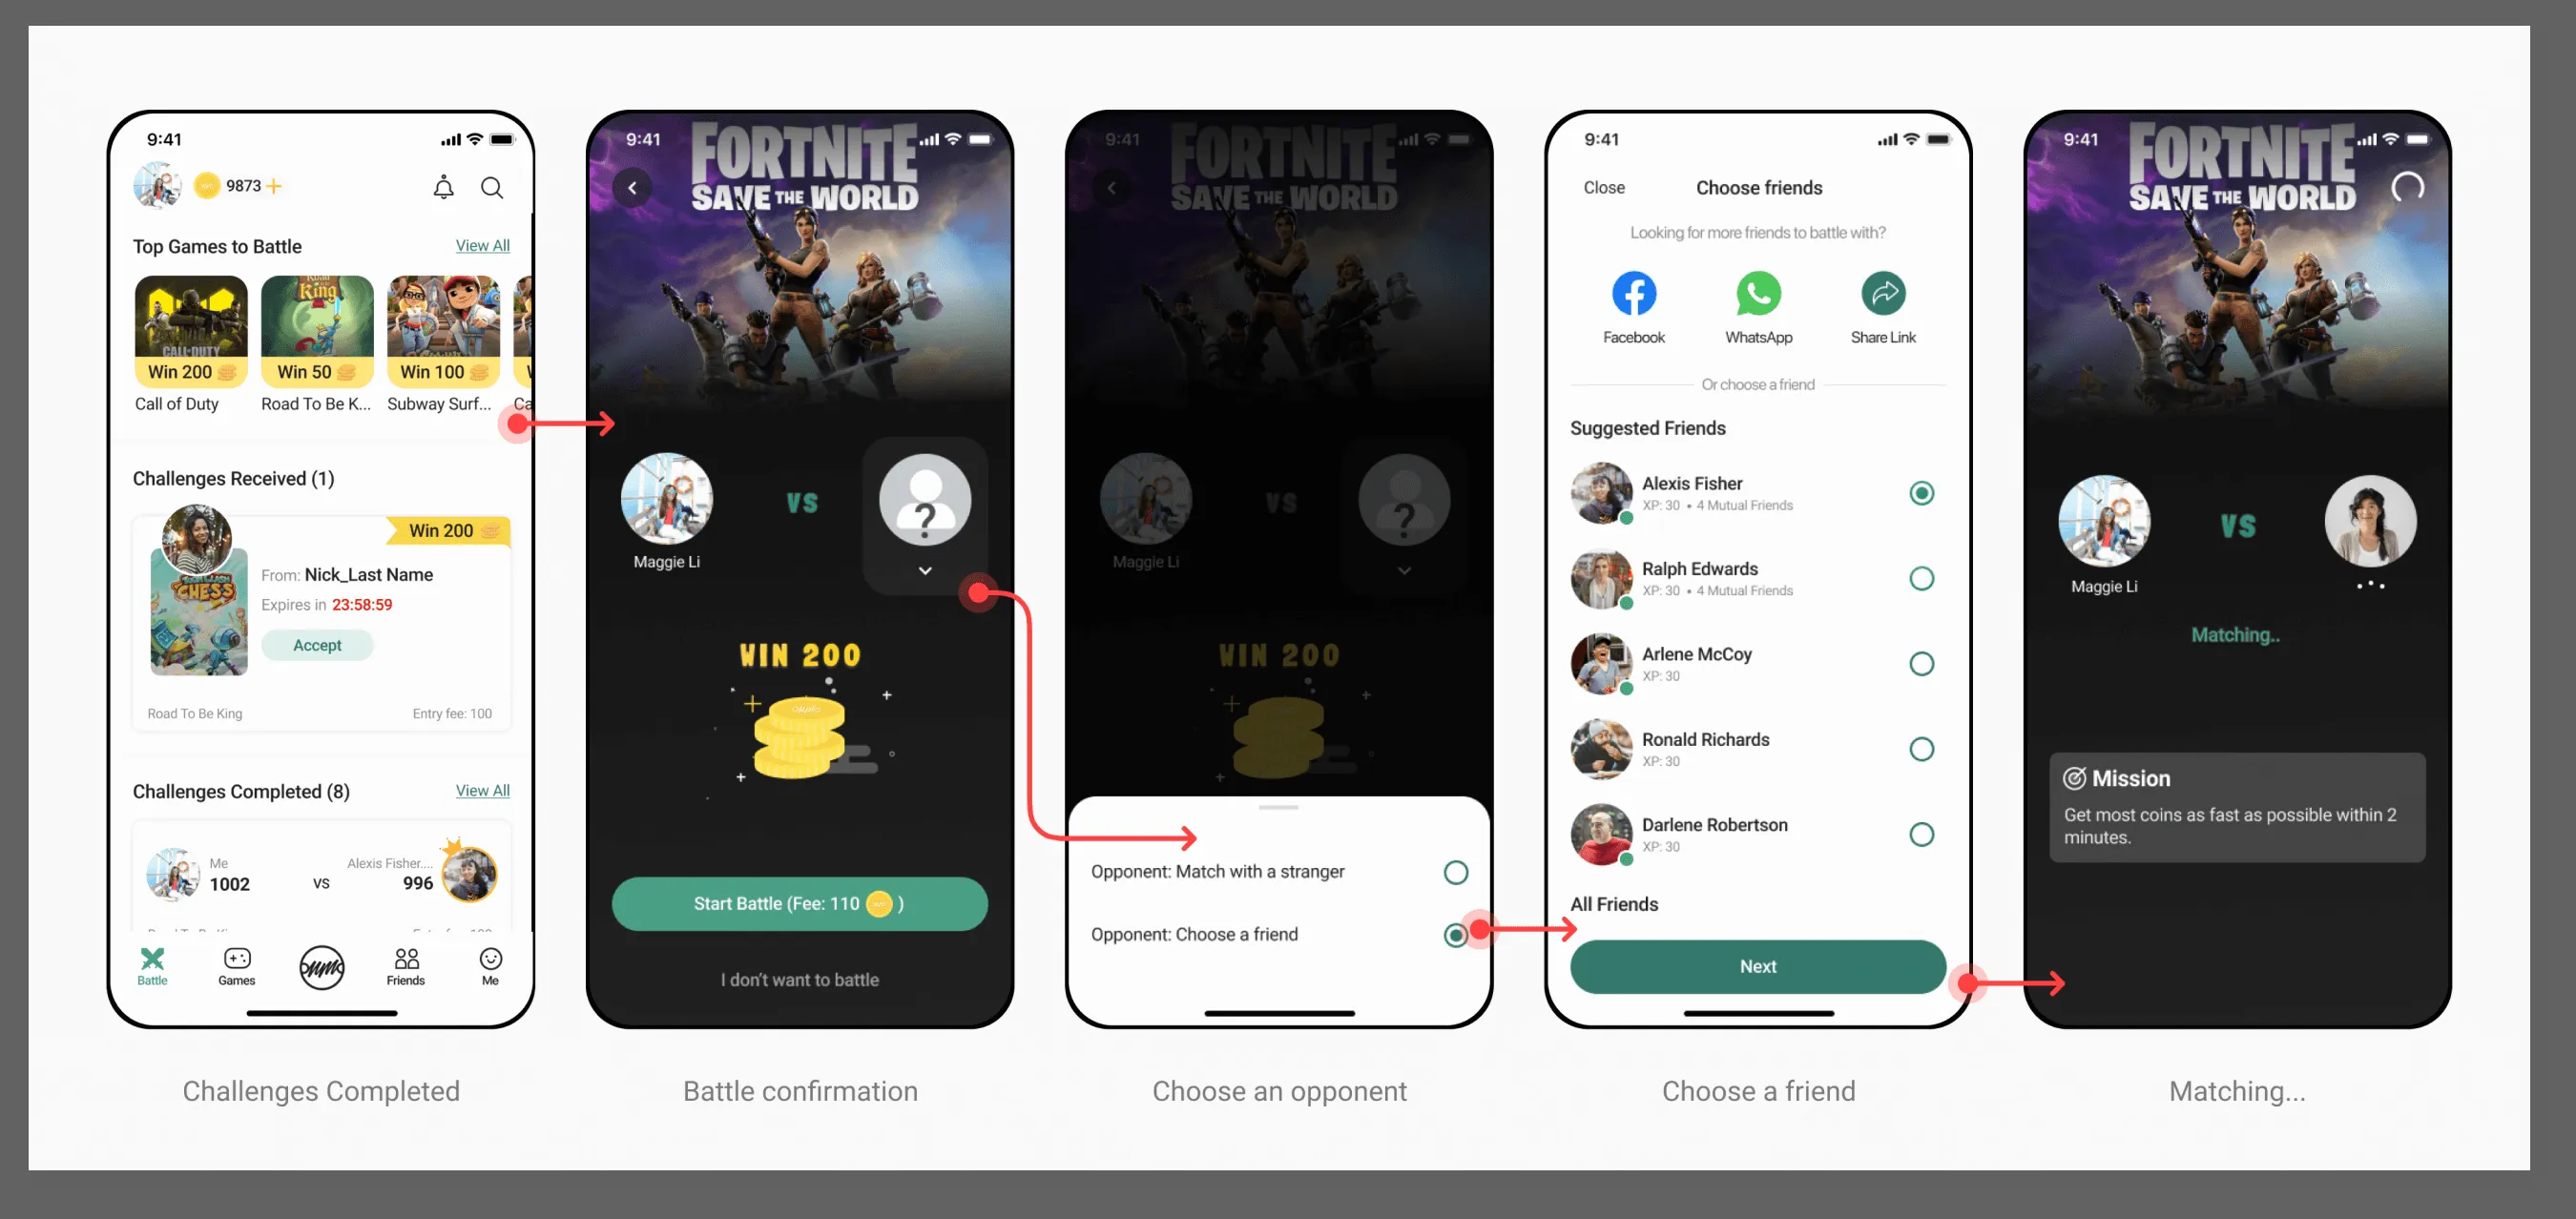 9:41
9873
Top Games to Battle
View All
CALL·DUTY
Road to Be
King
Win 200
Win 50
Win 100
Call of Duty
Road To Be K...
Subway Surf...
Ca
Challenges Received (1)
Win 200
CHESS
From: Nick_Last Name
Expires in 23:58:59
Accept
Road To Be King
Entry fee: 100
Challenges Completed (8)
View All
Me
1002
vs
Alexis Fisher....
996
Battle
Games
Friends
Me
Challenges Completed
9:41
FORTNITE
SAVE THE WORLD
Maggie Li
VS
?
WIN 200
Start Battle (Fee: 110 )
I don't want to battle
Battle confirmation
9:41
FORTNITE
SAVE THE WORLD
Maggie Li
VS
?
WIN 200
Opponent: Match with a stranger
Opponent: Choose a friend
Choose an opponent
9:41
Close
Choose friends
Looking for more friends to battle with?
Facebook
WhatsApp
Share Link
Or choose a friend
Suggested Friends
Alexis Fisher
XP: 30 • 4 Mutual Friends
Ralph Edwards
XP: 30 • 4 Mutual Friends
Arlene McCoy
XP: 30
Ronald Richards
XP: 30
Darlene Robertson
XP: 30
All Friends
Next
Choose a friend
9:41
FORTNITE
SAVE THE WORLD
Maggie Li
VS
Matching..
Mission
Get most coins as fast as possible within 2
minutes.
Matching...